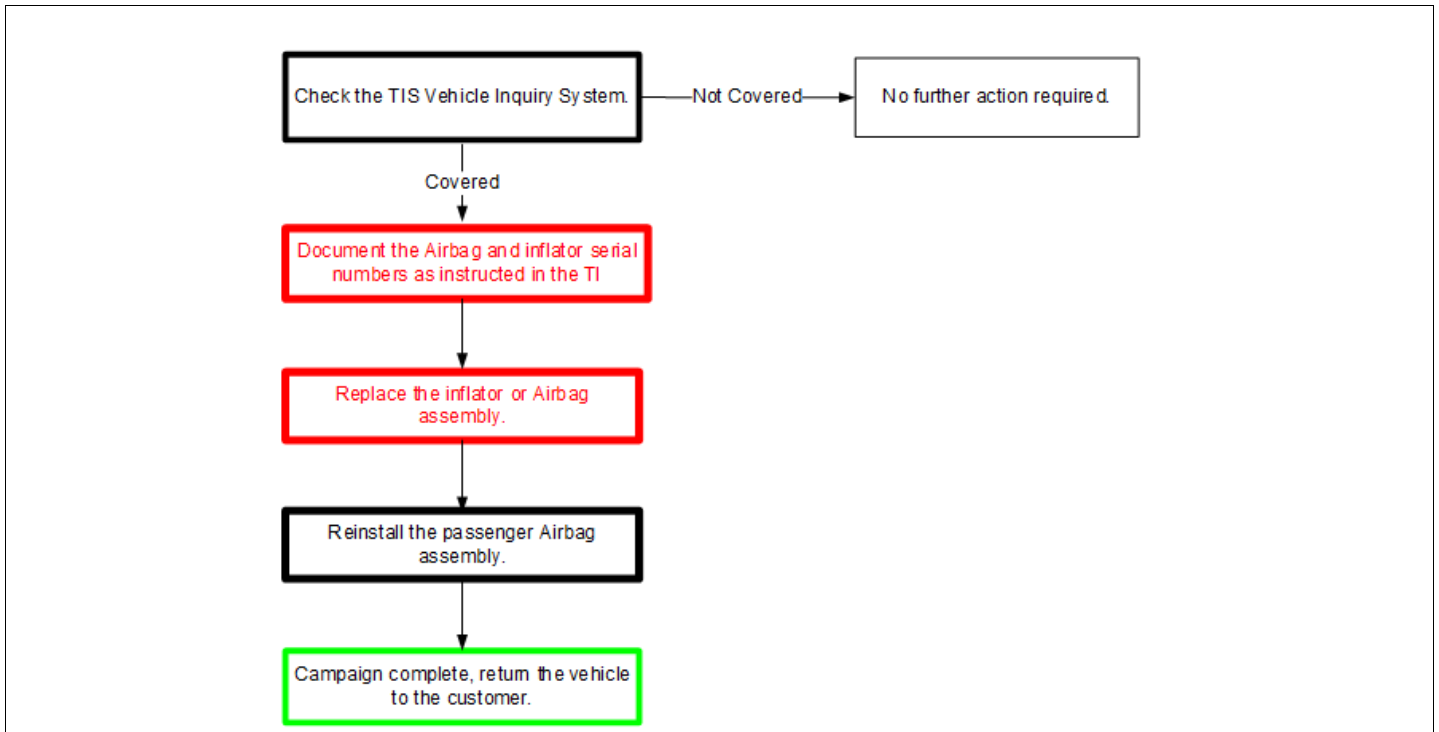 Check the TIS Vehicle Inquiry System.
Not Covered
No further action required.
Covered
Document the Airbag and inflator serial
numbers as instructed in the TI
Replace the inflator or Airbag
assembly.
Reinstall the passenger Airbag
assembly.
Campaign complete, return the vehicle
to the customer.